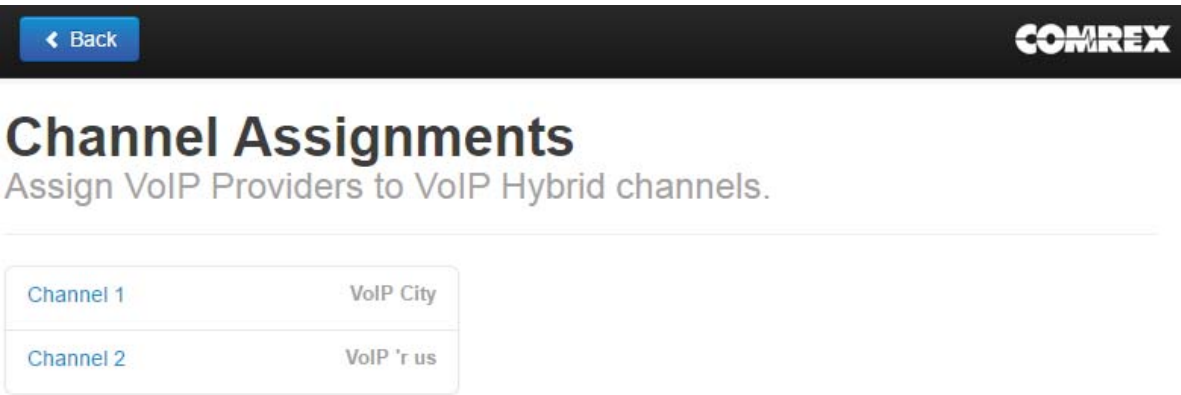 Back
COMREX
Channel Assignments
Assign VoIP Providers to VoIP Hybrid channels.
Channel 1 VoIP City
Channel 2 VoIP 'r us